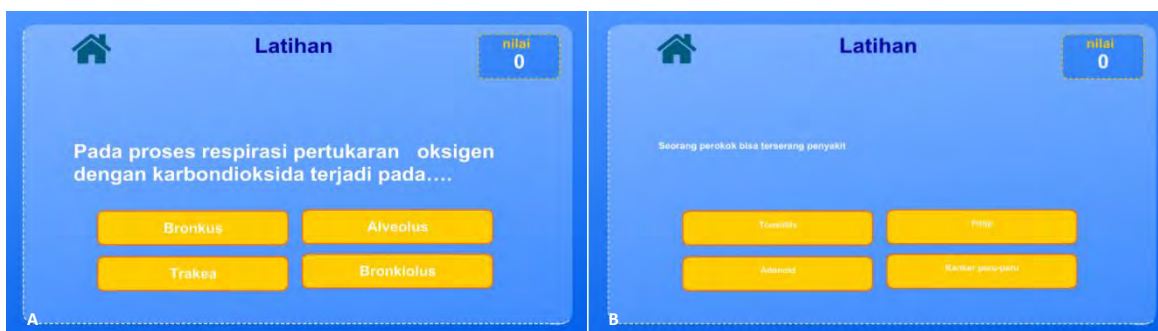 Latihan
nilai
0
Pada proses respirasi pertukaran oksigen
dengan karbondioksida terjadi pada....
Bronkus
Alveolus
Trakea
Bronkiolus
A
Latihan
nilai
0
Seorang perokok bisa terserang penyakit
Tonsilitis
Adenoid
Kanker paru-paru
B